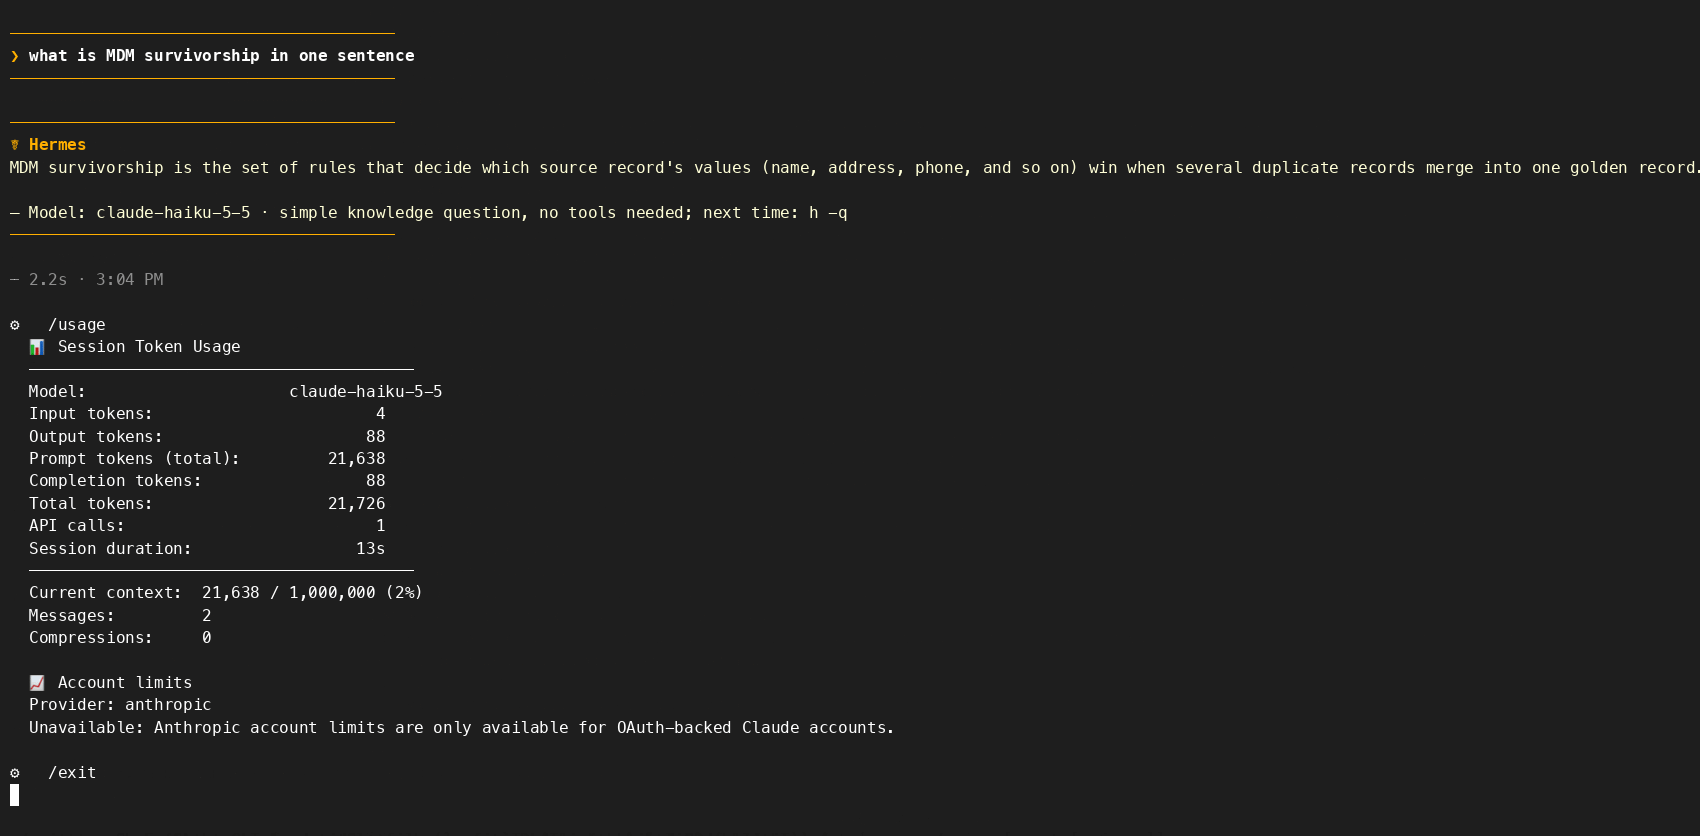 ❯ what is MDM survivorship in one sentence
☤ Hermes
MDM survivorship is the set of rules that decide which source record's values (name, address, phone, and so on) win when several duplicate records merge into one golden record.
— Model: claude-haiku-5-5 · simple knowledge question, no tools needed; next time: h -q
— 2.2s · 3:04 PM
⚙ /usage
📊 Session Token Usage
Model: claude-haiku-5-5
Input tokens: 4
Output tokens: 88
Prompt tokens (total): 21,638
Completion tokens: 88
Total tokens: 21,726
API calls: 1
Session duration: 13s
Current context: 21,638 / 1,000,000 (2%)
Messages: 2
Compressions: 0
📈 Account limits
Provider: anthropic
Unavailable: Anthropic account limits are only available for OAuth-backed Claude accounts.
⚙ /exit